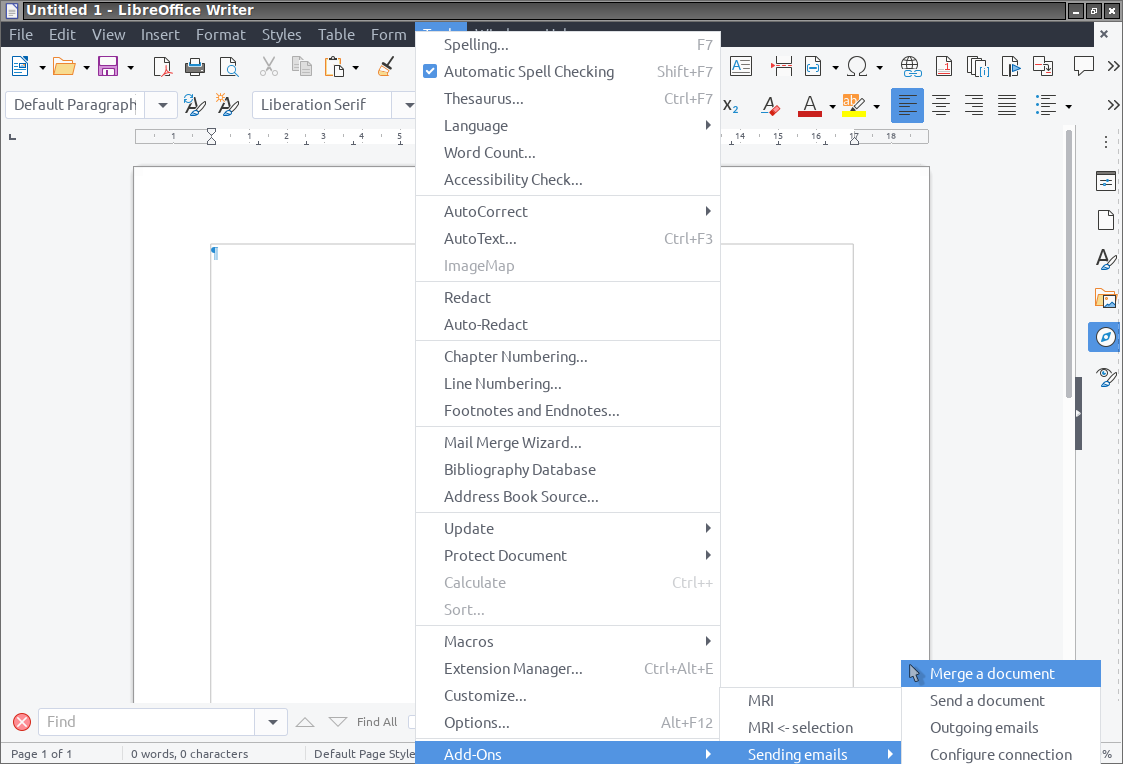 Untitled 1 - LibreOffice Writer
File Edit View Insert Format Styles Table Form
Default Paragraph
Liberation Serif
1 1 2 3 4 5 14 15 16 17 18
Spelling... F7
Automatic Spell Checking Shift+F7
Thesaurus... Ctrl+F7
Language
Word Count...
Accessibility Check...
AutoCorrect
AutoText... Ctrl+F3
ImageMap
Redact
Auto-Redact
Chapter Numbering...
Line Numbering...
Footnotes and Endnotes...
Mail Merge Wizard...
Bibliography Database
Address Book Source...
Update
Protect Document
Calculate Ctrl++
Sort...
Macros
Extension Manager... Ctrl+Alt+E
Customize...
Options... Alt+F12
Add-Ons
MRI
MRI <- selection
Sending emails
Merge a document
Send a document
Outgoing emails
Configure connection
Find
Find All
Page 1 of 1
0 words, 0 characters
Default Page Style
%